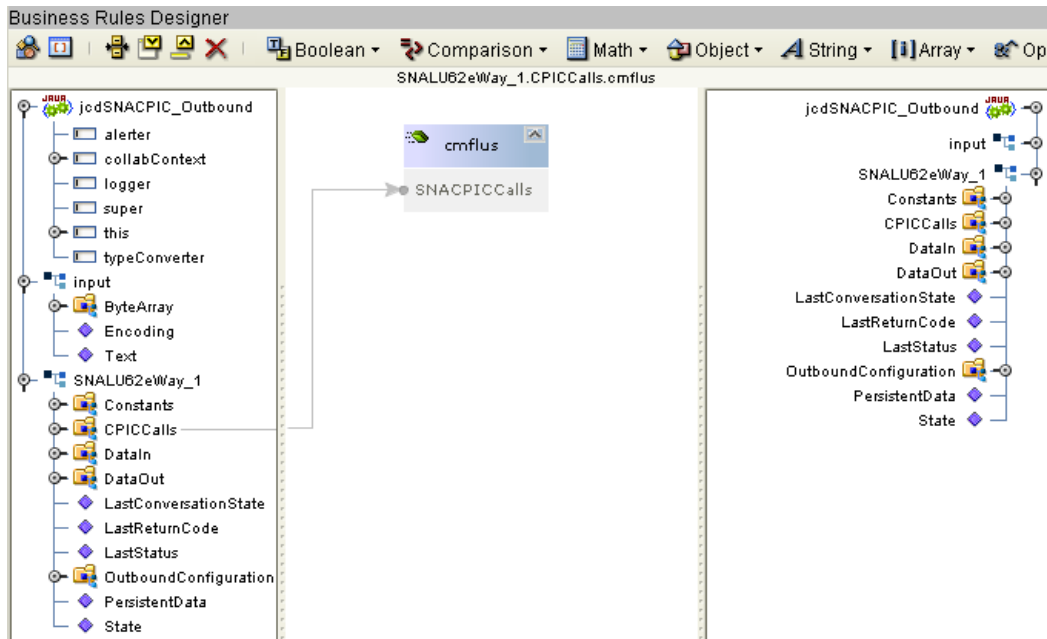 Business Rules Designer
Boolean Comparison Math Object String Array Op
SNALU62eWay_1.CPICCalls.cmflus
jcdSNACPIC_Outbound
alerter
collabContext
logger
super
this
typeConverter
input
ByteArray
Encoding
Text
SNALU62eWay_1
Constants
CPICCalls
DataIn
DataOut
LastConversationState
LastReturnCode
LastStatus
OutboundConfiguration
PersistentData
State
cmflus
SNACPICCalls
jcdSNACPIC_Outbound
input
SNALU62eWay_1
Constants
CPICCalls
DataIn
DataOut
LastConversationState
LastReturnCode
LastStatus
OutboundConfiguration
PersistentData
State